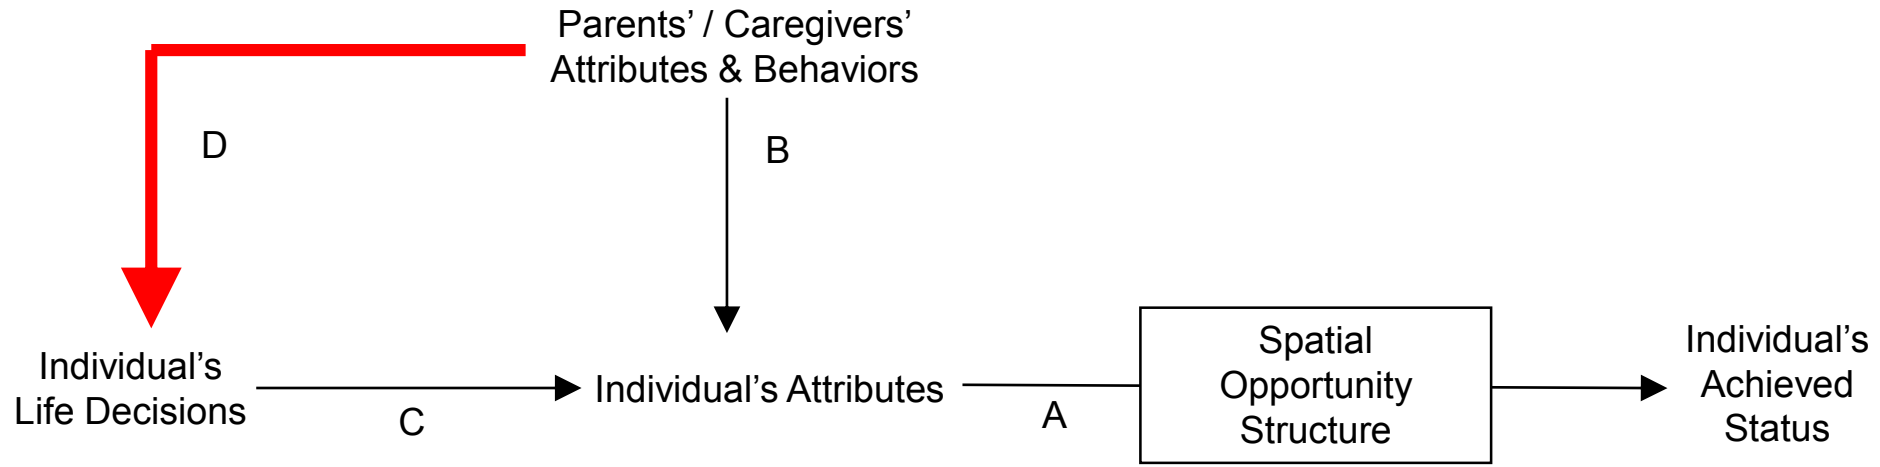 Parents’ / Caregivers’
Attributes & Behaviors
D
B
Individual’s
Life Decisions
C
Individual’s Attributes
A
Spatial
Opportunity
Structure
Individual’s
Achieved
Status